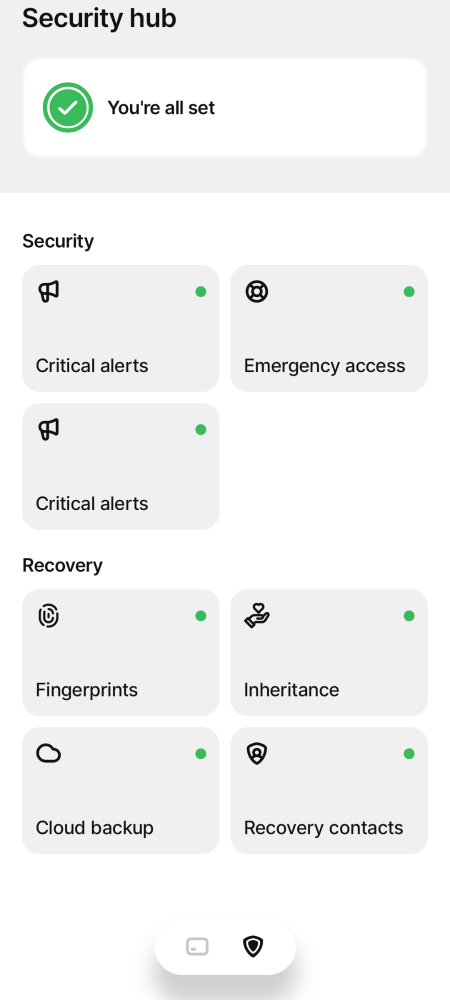 Security hub
You're all set
Security
Critical alerts
Emergency access
Critical alerts
Recovery
Fingerprints
Inheritance
Cloud backup
Recovery contacts